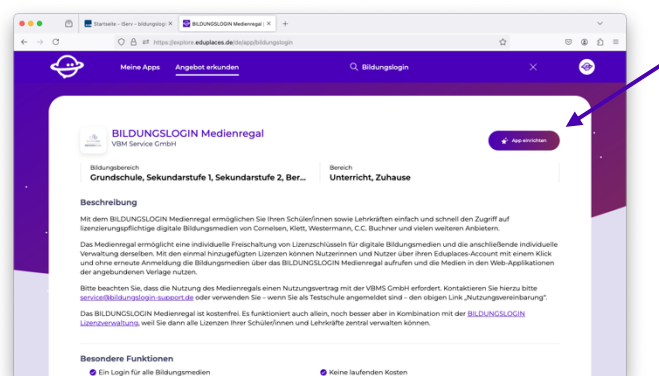 Startseite - IServ - bildungslogi
BILDUNGSLOGIN Medienregal |
https://explore.eduplaces.de/de/app/bildungslogin
Meine Apps
Angebot erkunden
Bildungslogin
BILDUNGSLOGIN Medienregal
VBM Service GmbH
App einrichten
Bildungsbereich
Grundschule, Sekundarstufe 1, Sekundarstufe 2, Ber...
Bereich
Unterricht, Zuhause
Beschreibung
Mit dem BILDUNGSLOGIN Medienregal ermöglichen Sie Ihren Schüler/innen sowie Lehrkräften einfach und schnell den Zugriff auf
lizenzierungspflichtige digitale Bildungsmedien von Cornelsen, Klett, Westermann, C.C. Buchner und vielen weiteren Anbietern.
Das Medienregal ermöglicht eine individuelle Freischaltung von Lizenzschlüsseln für digitale Bildungsmedien und die anschließende individuelle
Verwaltung derselben. Mit den einmal hinzugefügten Lizenzen können Nutzerinnen und Nutzer über ihren Eduplaces-Account mit einem Klick
und ohne erneute Anmeldung die Bildungsmedien über das BILDUNGSLOGIN Medienregal aufrufen und die Medien in den Web-Applikationen
der angebundenen Verlage nutzen.
Bitte beachten Sie, dass die Nutzung des Medienregals einen Nutzungsvertrag mit der VBMS GmbH erfordert. Kontaktieren Sie hierzu bitte
service@bildungslogin-support.de oder verwenden Sie – wenn Sie als Testschule angemeldet sind – den obigen Link „Nutzungsvereinbarung".
Das BILDUNGSLOGIN Medienregal ist kostenfrei. Es funktioniert auch allein, noch besser aber in Kombination mit der BILDUNGSLOGIN
Lizenzverwaltung, weil Sie dann alle Lizenzen Ihrer Schüler/innen und Lehrkräfte zentral verwalten können.
Besondere Funktionen
Ein Login für alle Bildungsmedien
Keine laufenden Kosten